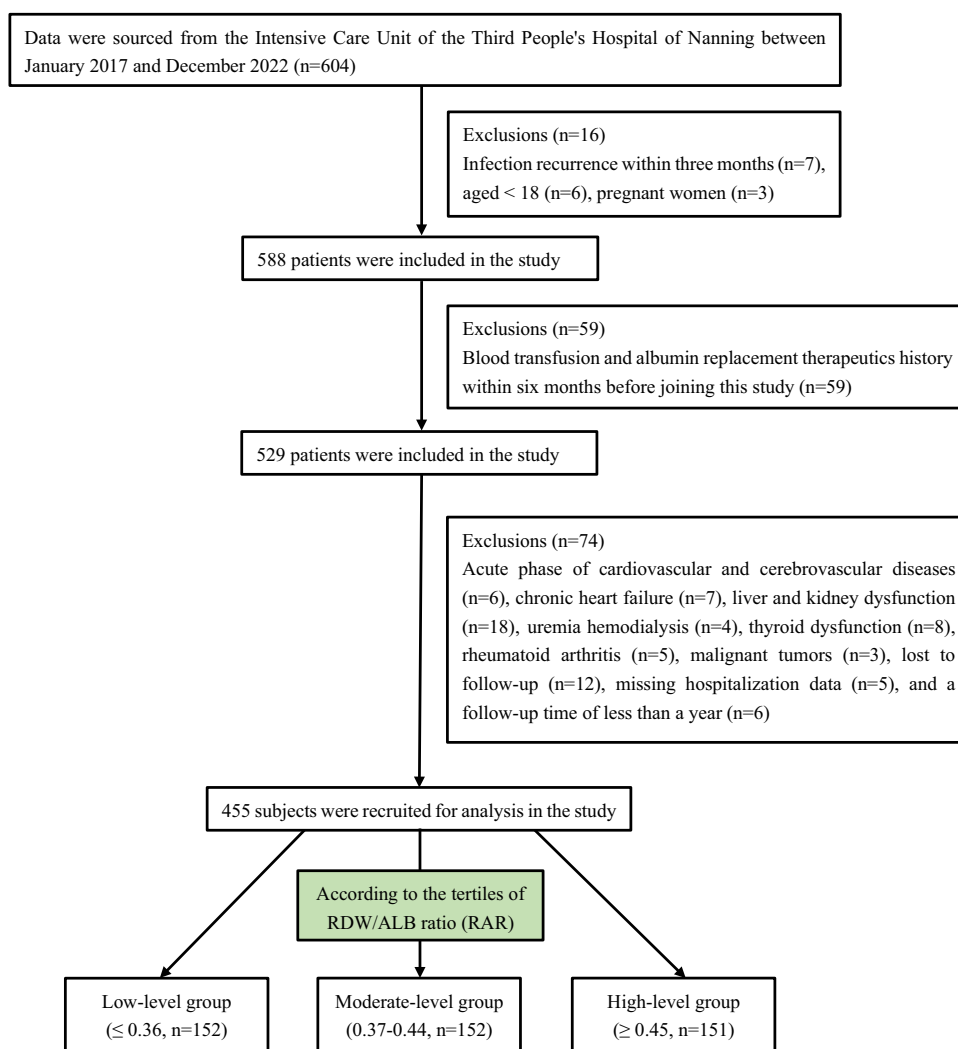 Data were sourced from the Intensive Care Unit of the Third People's Hospital of Nanning between
January 2017 and December 2022 (n=604)
Exclusions (n=16)
Infection recurrence within three months (n=7),
aged < 18 (n=6), pregnant women (n=3)
588 patients were included in the study
Exclusions (n=59)
Blood transfusion and albumin replacement therapeutics history
within six months before joining this study (n=59)
529 patients were included in the study
Exclusions (n=74)
Acute phase of cardiovascular and cerebrovascular diseases
(n=6), chronic heart failure (n=7), liver and kidney dysfunction
(n=18), uremia hemodialysis (n=4), thyroid dysfunction (n=8),
rheumatoid arthritis (n=5), malignant tumors (n=3), lost to
follow-up (n=12), missing hospitalization data (n=5), and a
follow-up time of less than a year (n=6)
455 subjects were recruited for analysis in the study
According to the tertiles of
RDW/ALB ratio (RAR)
Low-level group
(≤ 0.36, n=152)
Moderate-level group
(0.37-0.44, n=152)
High-level group
(≥ 0.45, n=151)